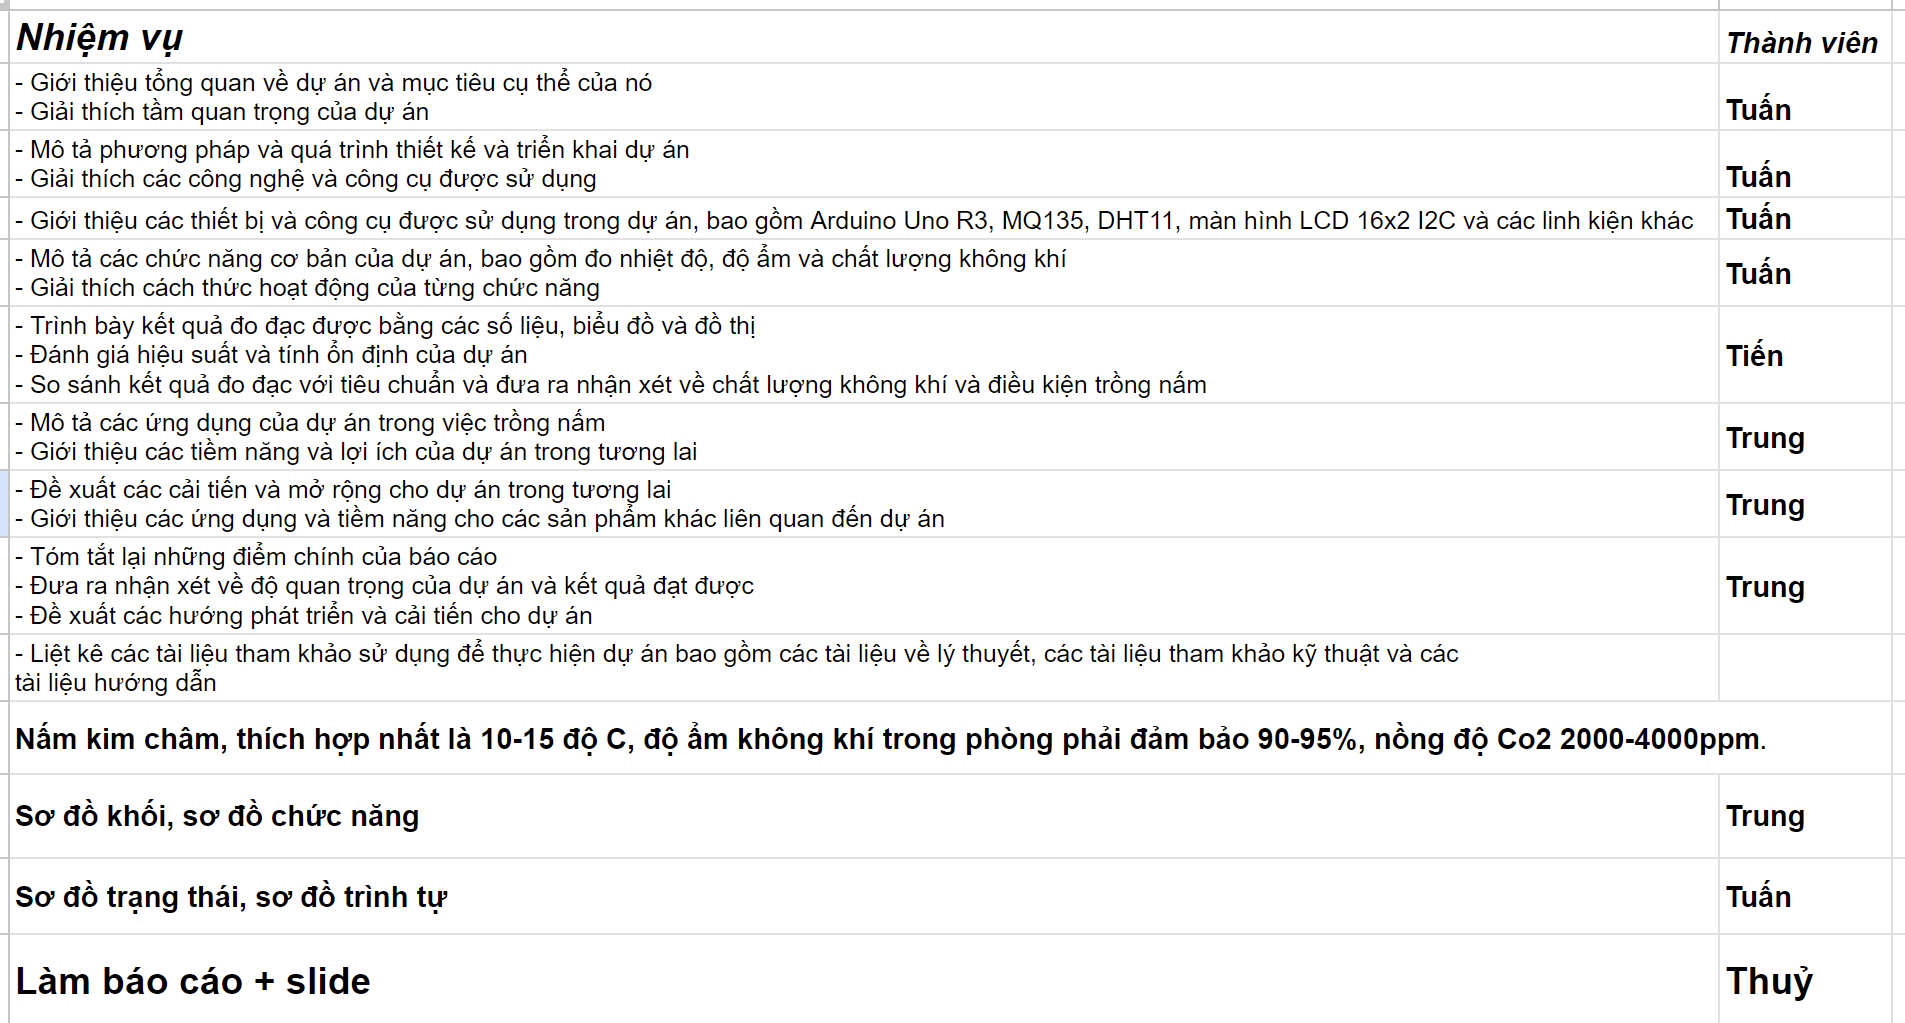 Nhiệm vụ
Thành viên
- Giới thiệu tổng quan về dự án và mục tiêu cụ thể của nó
- Giải thích tầm quan trọng của dự án
Tuấn
- Mô tả phương pháp và quá trình thiết kế và triển khai dự án
- Giải thích các công nghệ và công cụ được sử dụng
Tuấn
- Giới thiệu các thiết bị và công cụ được sử dụng trong dự án, bao gồm Arduino Uno R3, MQ135, DHT11, màn hình LCD 16x2 I2C và các linh kiện khác
Tuấn
- Mô tả các chức năng cơ bản của dự án, bao gồm đo nhiệt độ, độ ẩm và chất lượng không khí
- Giải thích cách thức hoạt động của từng chức năng
Tuấn
- Trình bày kết quả đo đạc được bằng các số liệu, biểu đồ và đồ thị
- Đánh giá hiệu suất và tính ổn định của dự án
- So sánh kết quả đo đạc với tiêu chuẩn và đưa ra nhận xét về chất lượng không khí và điều kiện trồng nấm
Tiến
- Mô tả các ứng dụng của dự án trong việc trồng nấm
- Giới thiệu các tiềm năng và lợi ích của dự án trong tương lai
Trung
- Đề xuất các cải tiến và mở rộng cho dự án trong tương lai
- Giới thiệu các ứng dụng và tiềm năng cho các sản phẩm khác liên quan đến dự án
Trung
- Tóm tắt lại những điểm chính của báo cáo
- Đưa ra nhận xét về độ quan trọng của dự án và kết quả đạt được
- Đề xuất các hướng phát triển và cải tiến cho dự án
Trung
- Liệt kê các tài liệu tham khảo sử dụng để thực hiện dự án bao gồm các tài liệu về lý thuyết, các tài liệu tham khảo kỹ thuật và các
tài liệu hướng dẫn
Nấm kim châm, thích hợp nhất là 10-15 độ C, độ ẩm không khí trong phòng phải đảm bảo 90-95%, nồng độ Co2 2000-4000ppm.
Sơ đồ khối, sơ đồ chức năng
Trung
Sơ đồ trạng thái, sơ đồ trình tự
Tuấn
Làm báo cáo + slide
Thuỷ